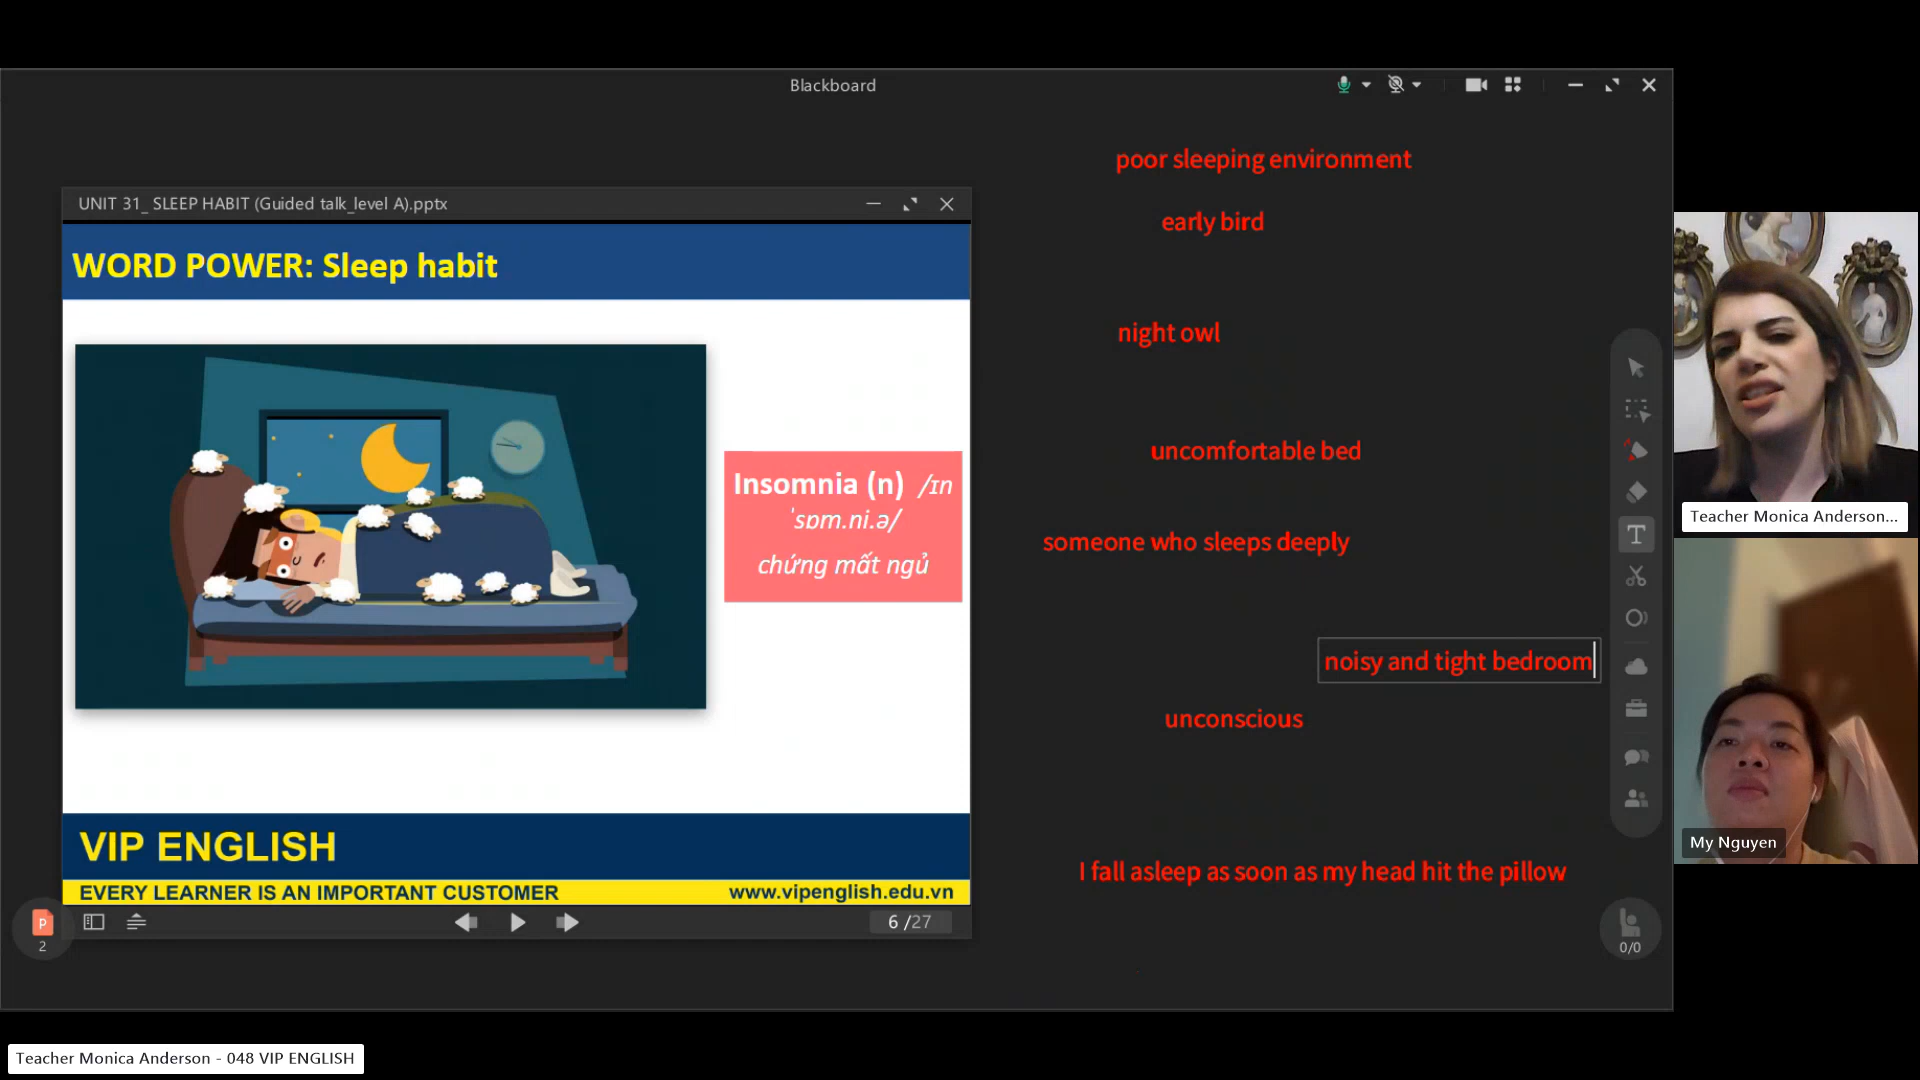 Blackboard
UNIT 31_ SLEEP HABIT (Guided talk_level A).pptx
WORD POWER: Sleep habit
Insomnia (n) /ɪn
ˈsɒm.ni.ə/
chứng mất ngủ
VIP ENGLISH
EVERY LEARNER IS AN IMPORTANT CUSTOMER
www.vipenglish.edu.vn
P
2
6 /27
poor sleeping environment
early bird
night owl
uncomfortable bed
someone who sleeps deeply
noisy and tight bedroom
unconscious
I fall asleep as soon as my head hit the pillow
T
0/0
Teacher Monica Anderson...
My Nguyen
Teacher Monica Anderson - 048 VIP ENGLISH